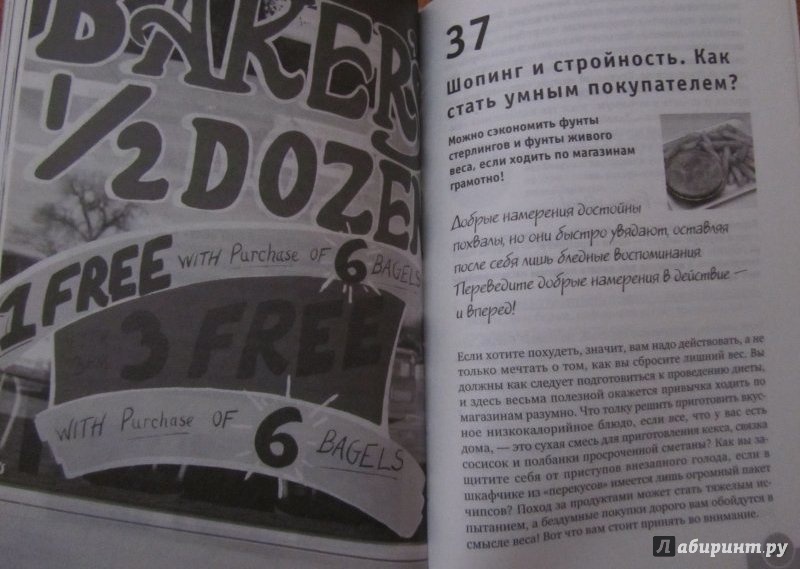 BAKER'S
1/2 DOZEN
1 FREE WITH Purchase OF 6 BAGELS
3 FREE
WITH Purchase OF 6 BAGELS
37
Шопинг и стройность. Как
стать умным покупателем?
Можно сэкономить фунты
стерлингов и фунты живого
веса, если ходить по магазинам
грамотно!
Добрые намерения достойны
похвалы, но они быстро увядают, оставляя
после себя лишь бледные воспоминания.
Переведите добрые намерения в действие —
и вперед!
Если хотите похудеть, значит, вам надо действовать, а не
только мечтать о том, как вы сбросите лишний вес. Вы
должны как следует подготовиться к проведению диеты,
и здесь весьма полезной окажется привычка ходить по
магазинам разумно. Что толку решить приготовить вкус-
ное низкокалорийное блюдо, если все, что у вас есть
дома, — это сухая смесь для приготовления кекса, связка
сосисок и полбанки просроченной сметаны? Как вы за-
щитите себя от приступов внезапного голода, если в
шкафчике из «перекусов» имеется лишь огромный пакет
чипсов? Поход за продуктами может стать тяжелым ис-
пытанием, а бездумные покупки дорого вам обойдутся в
смысле веса! Вот что вам стоит принять во внимание.
Лабиринт.ру